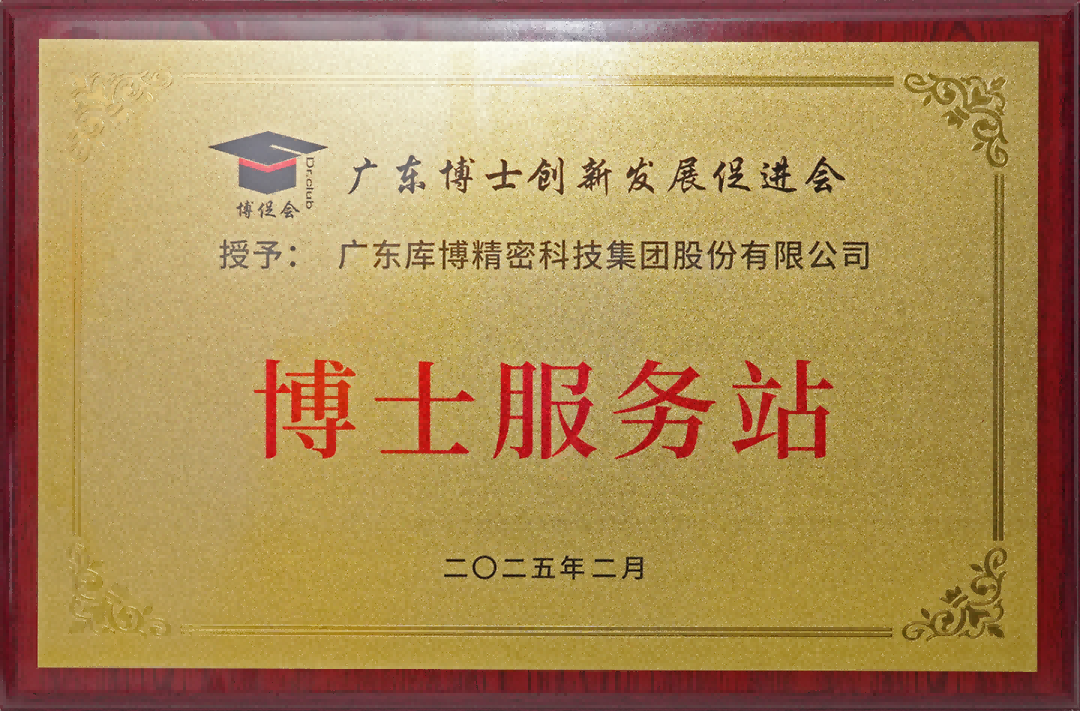 广东博士创新发展促进会
Dr.club
博促会
授予： 广东库博精密科技集团股份有限公司
博士服务站
二〇二五年二月